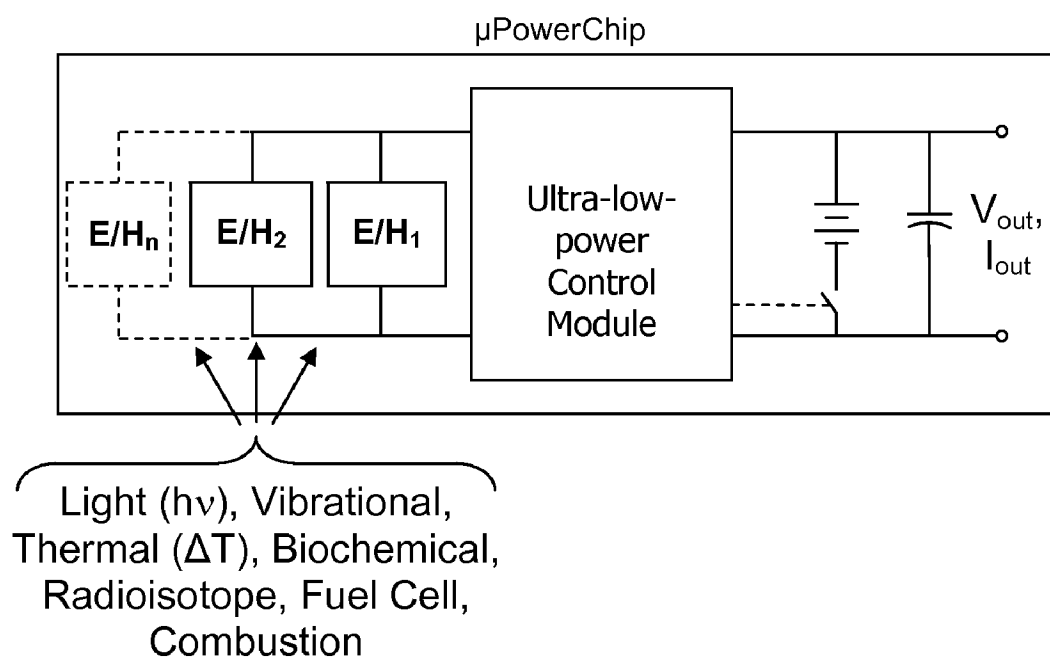 µPowerChip
E/Hn
E/H2
E/H1
Ultra-low-
power
Control
Module
Vout,
Iout
Light (hν), Vibrational,
Thermal (ΔT), Biochemical,
Radioisotope, Fuel Cell,
Combustion